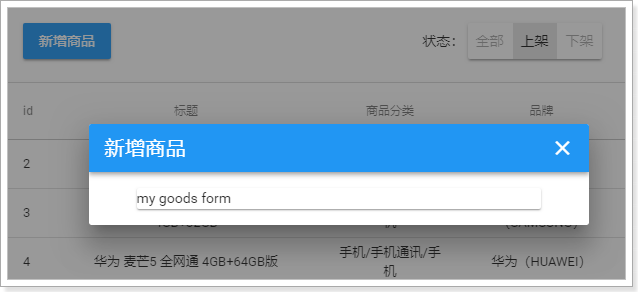 新增商品
状态：
全部 上架 下架
id 标题 商品分类 品牌
新增商品
2
my goods form
3
4 华为 麦芒5 全网通 4GB+64GB版 手机/手机通讯/手机 华为（HUAWEI）